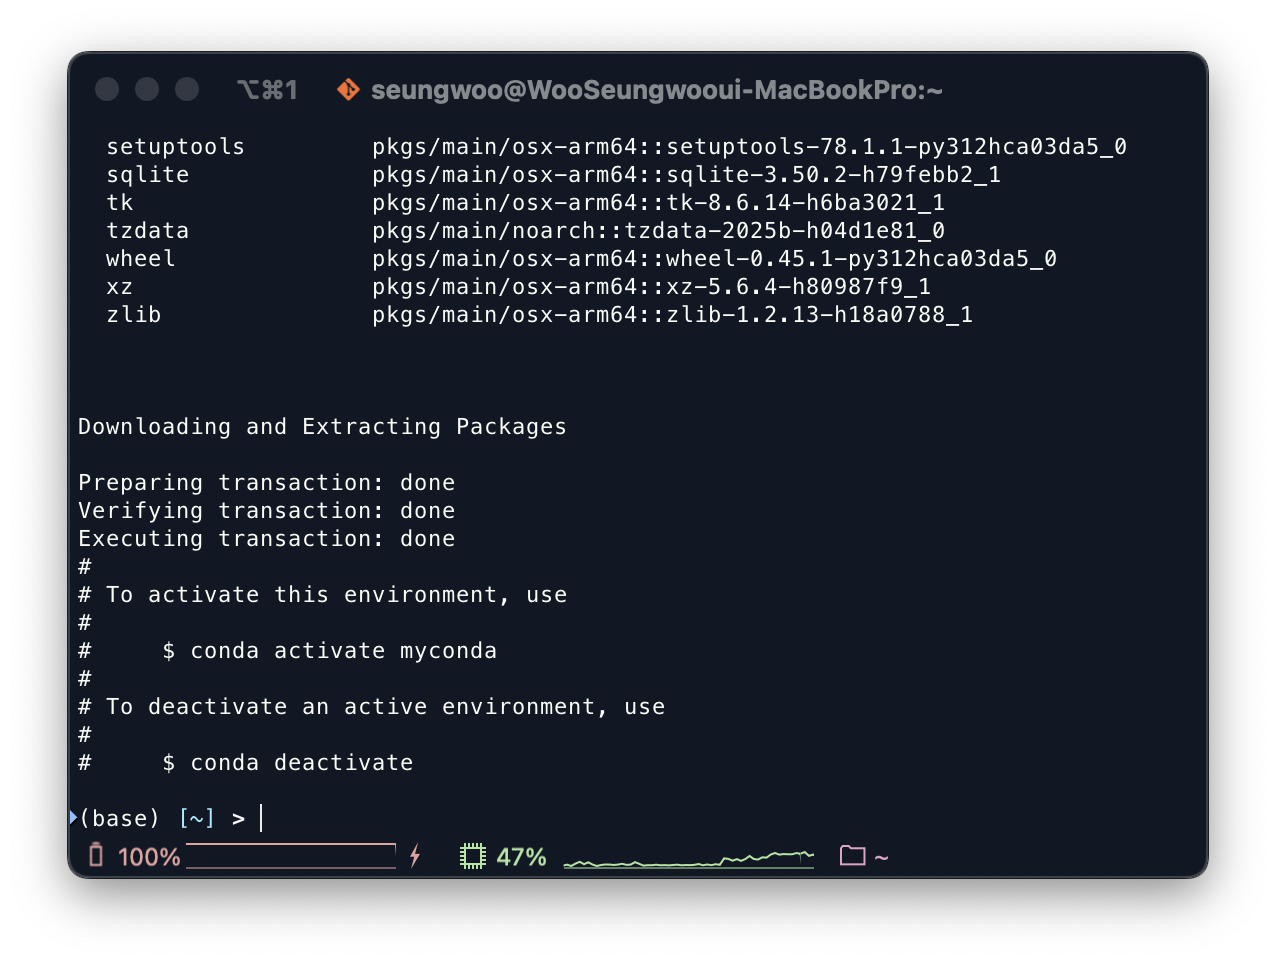 ⌥⌘1 seungwoo@WooSeungwooui-MacBookPro:~
setuptools pkgs/main/osx-arm64::setuptools-78.1.1-py312hca03da5_0
sqlite pkgs/main/osx-arm64::sqlite-3.50.2-h79febb2_1
tk pkgs/main/osx-arm64::tk-8.6.14-h6ba3021_1
tzdata pkgs/main/noarch::tzdata-2025b-h04d1e81_0
wheel pkgs/main/osx-arm64::wheel-0.45.1-py312hca03da5_0
xz pkgs/main/osx-arm64::xz-5.6.4-h80987f9_1
zlib pkgs/main/osx-arm64::zlib-1.2.13-h18a0788_1
Downloading and Extracting Packages
Preparing transaction: done
Verifying transaction: done
Executing transaction: done
#
# To activate this environment, use
#
#     $ conda activate myconda
#
# To deactivate an active environment, use
#
#     $ conda deactivate
(base) [~] >
100% 47% ~